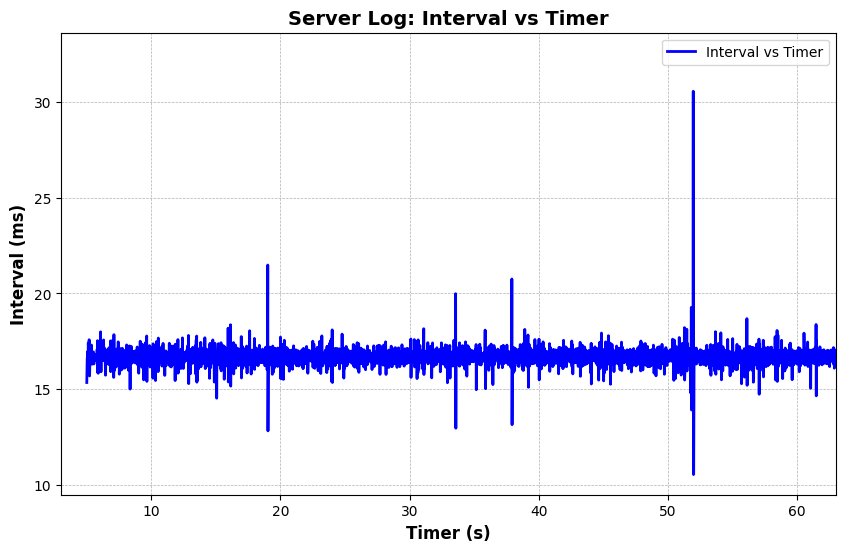 Server Log: Interval vs Timer
Interval vs Timer
Interval (ms)
30
25
20
15
10
10 20 30 40 50 60
Timer (s)